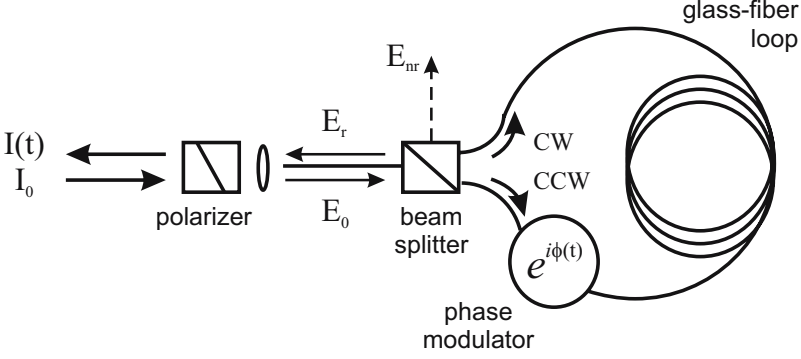 glass-fiber
loop
E_nr
I(t)
I_0
E_r
E_0
CW
CCW
polarizer
beam
splitter
e^{iϕ(t)}
phase
modulator